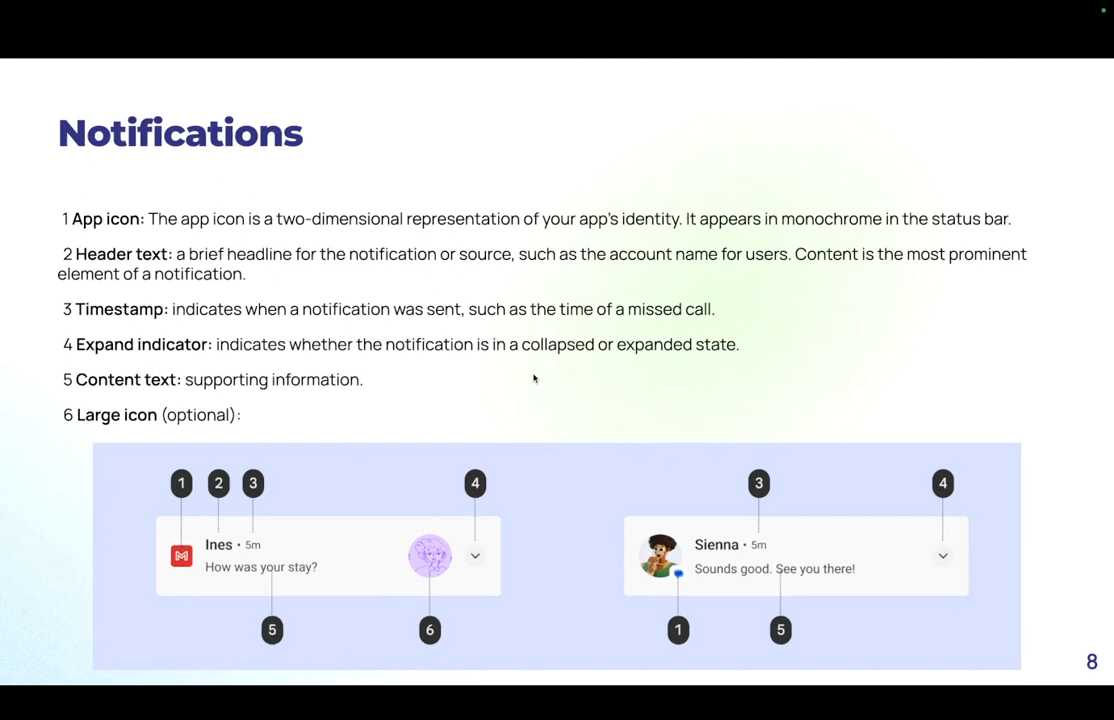 Notifications
1 App icon: The app icon is a two-dimensional representation of your app's identity. It appears in monochrome in the status bar.
2 Header text: a brief headline for the notification or source, such as the account name for users. Content is the most prominent
element of a notification.
3 Timestamp: indicates when a notification was sent, such as the time of a missed call.
4 Expand indicator: indicates whether the notification is in a collapsed or expanded state.
5 Content text: supporting information.
6 Large icon (optional):
1 2 3 4
Ines • 5m
How was your stay?
5 6
3 4
Sienna • 5m
Sounds good. See you there!
1 5
8